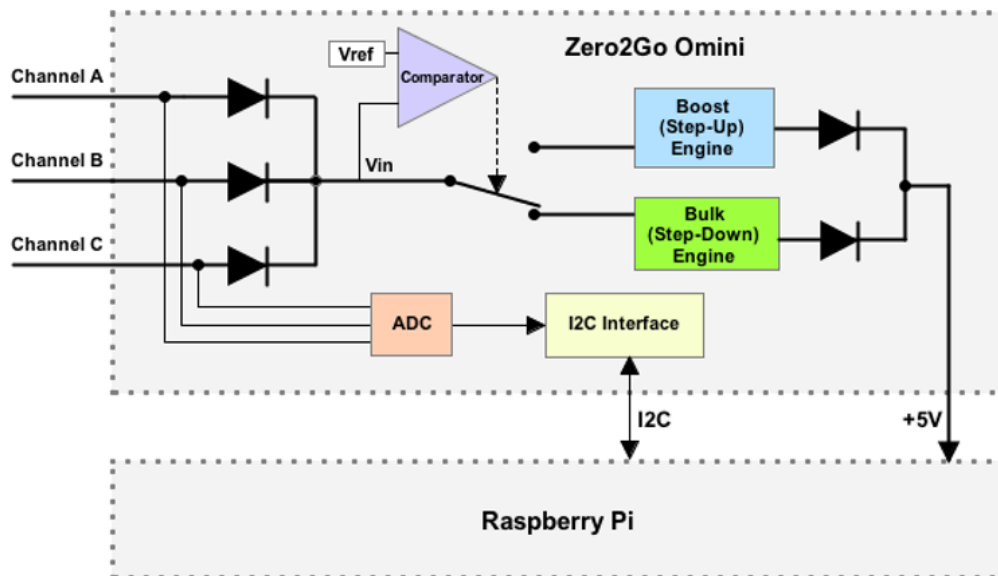 Zero2Go Omini
Vref
Comparator
Channel A
Boost
(Step-Up)
Engine
Channel B
Vin
Bulk
(Step-Down)
Engine
Channel C
ADC
I2C Interface
I2C
+5V
Raspberry Pi